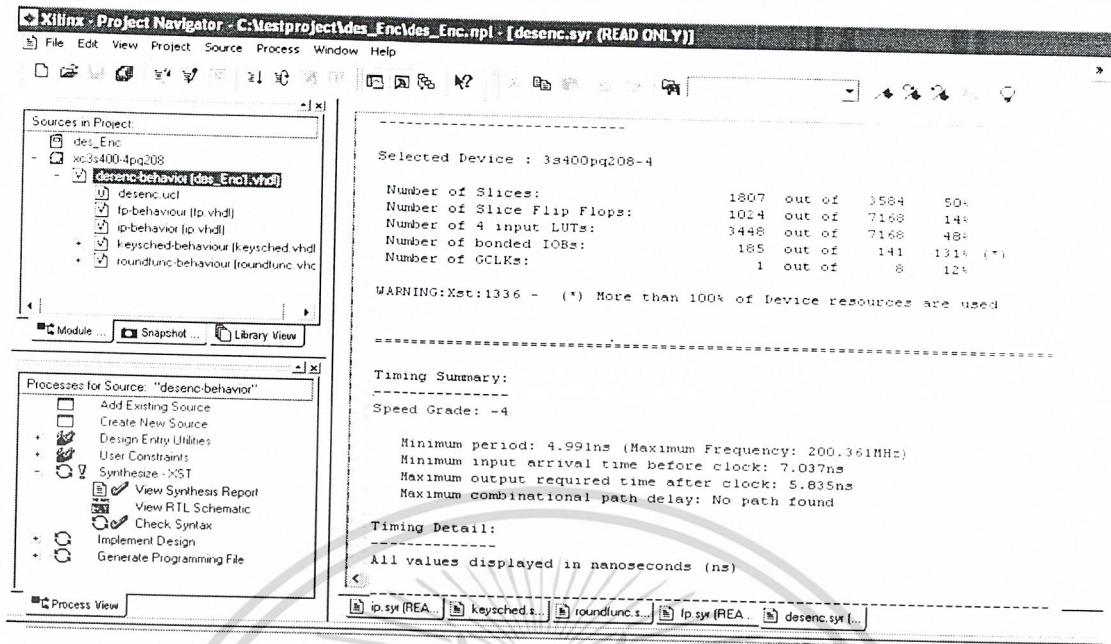 Xilinx - Project Navigator - C:\testproject\des_Enc\des_Enc.npl - [desenc.syr (READ ONLY)]
File Edit View Project Source Process Window Help
Sources in Project:
des_Enc
xc3s400-4pq208
desenc-behavior (des_Enc1.vhdl)
desenc.ucf
fp-behaviour (fp.vhdl)
ip-behavior (ip.vhdl)
keysched-behaviour (keysched.vhdl
roundfunc-behaviour (roundfunc.vhc
Module ... Snapshot ... Library View
Processes for Source: "desenc-behavior"
Add Existing Source
Create New Source
Design Entry Utilities
User Constraints
Synthesize - XST
View Synthesis Report
View RTL Schematic
Check Syntax
Implement Design
Generate Programming File
Process View
---------------------------
Selected Device : 3s400pq208-4
Number of Slices: 1807 out of 3584 50%
Number of Slice Flip Flops: 1024 out of 7168 14%
Number of 4 input LUTs: 3448 out of 7168 48%
Number of bonded IOBs: 185 out of 141 131% (*)
Number of GCLKs: 1 out of 8 12%
WARNING:Xst:1336 - (*) More than 100% of Device resources are used
=========================================================================
Timing Summary:
---------------
Speed Grade: -4
Minimum period: 4.991ns (Maximum Frequency: 200.361MHz)
Minimum input arrival time before clock: 7.037ns
Maximum output required time after clock: 5.835ns
Maximum combinational path delay: No path found
Timing Detail:
--------------
All values displayed in nanoseconds (ns)
ip.syr (REA... keysched.s... roundfunc.s... fp.syr (REA... desenc.syr (...